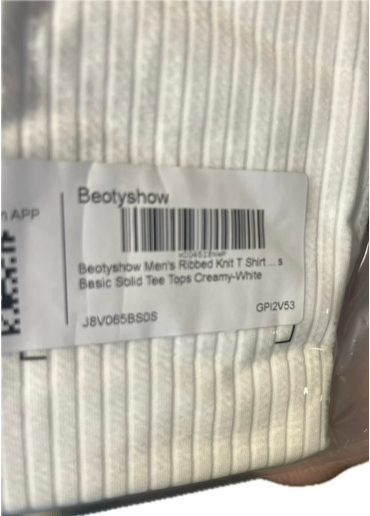 APP
Beotyshow
Beotyshow Men's Ribbed Knit T Shirt ... s
Basic Solid Tee Tops Creamy-White
J8V065BS0S
GPI2V53